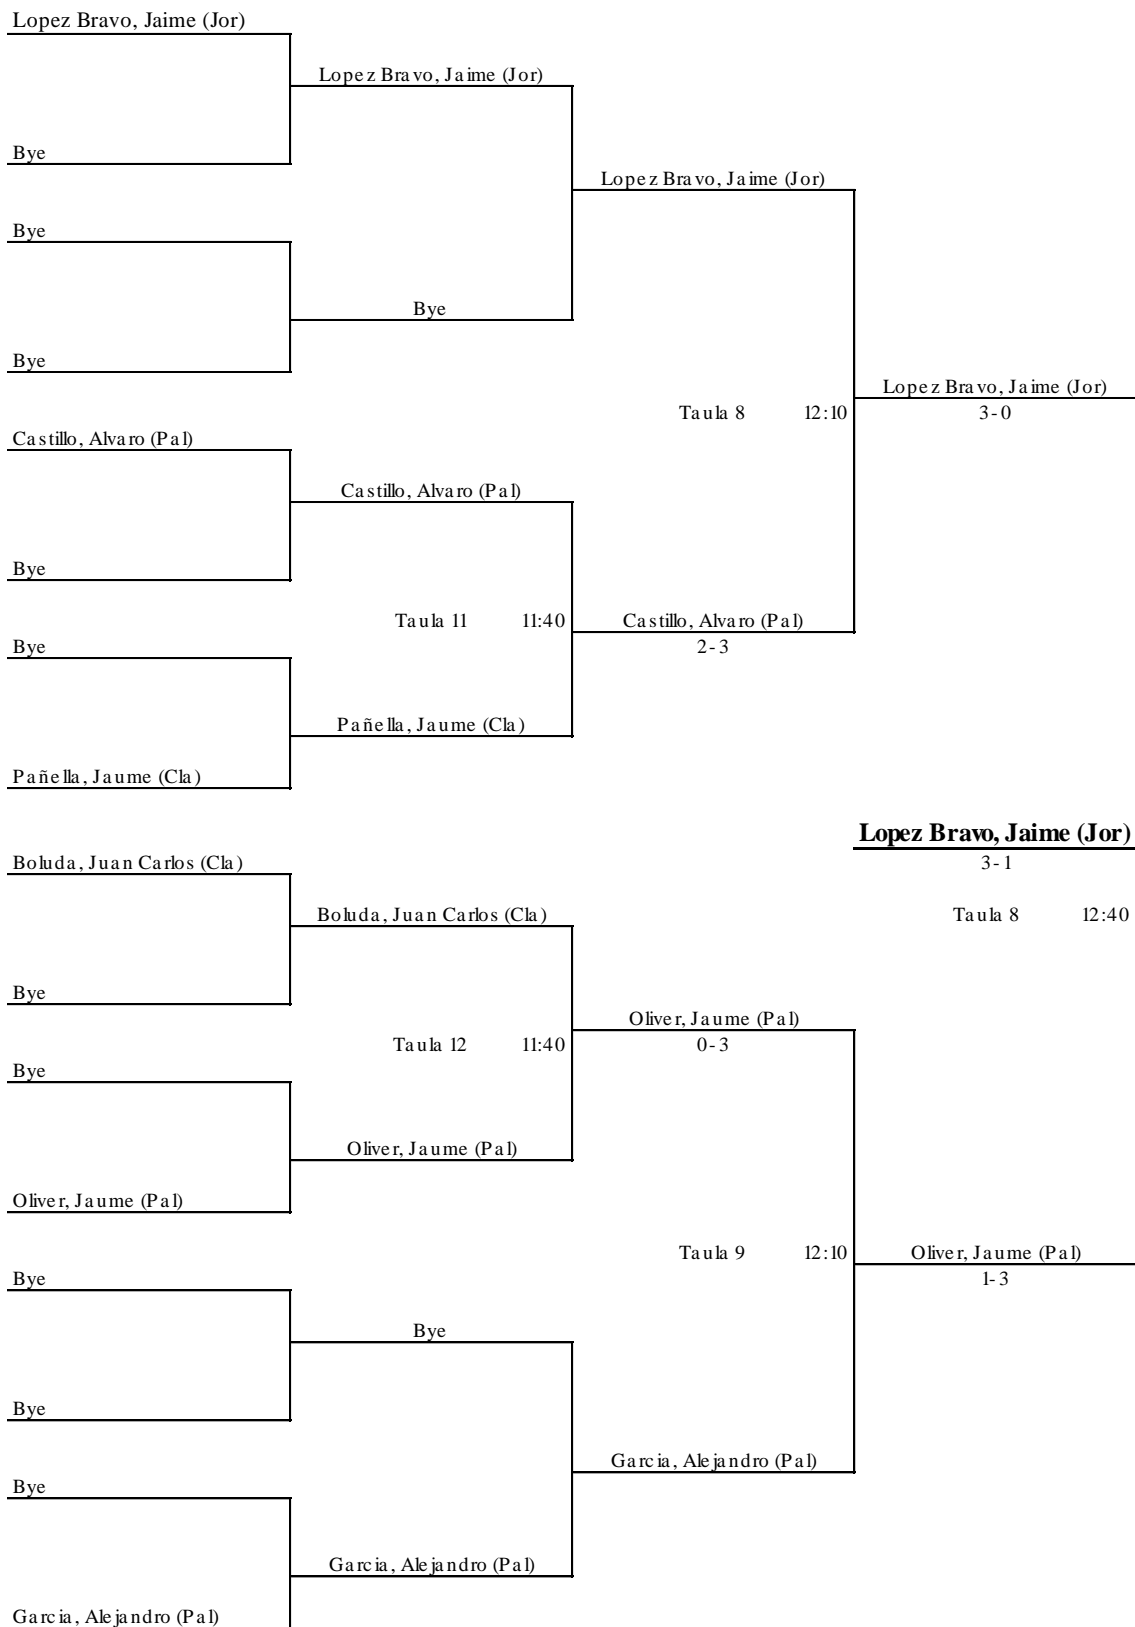 Lopez Bravo, Jaime (Jor)
Lopez Bravo, Jaime (Jor)
Bye
Lopez Bravo, Jaime (Jor)
Bye
Bye
Bye
Lopez Bravo, Jaime (Jor)
Taula 8 12:10 3-0
Castillo, Alvaro (Pal)
Castillo, Alvaro (Pal)
Bye
Taula 11 11:40 Castillo, Alvaro (Pal)
Bye 2-3
Pañella, Jaume (Cla)
Pañella, Jaume (Cla)
Lopez Bravo, Jaime (Jor)
Boluda, Juan Carlos (Cla) 3-1
Boluda, Juan Carlos (Cla) Taula 8 12:40
Bye
Oliver, Jaume (Pal)
Taula 12 11:40 0-3
Bye
Oliver, Jaume (Pal)
Oliver, Jaume (Pal)
Taula 9 12:10 Oliver, Jaume (Pal)
Bye 1-3
Bye
Bye
Garcia, Alejandro (Pal)
Bye
Garcia, Alejandro (Pal)
Garcia, Alejandro (Pal)